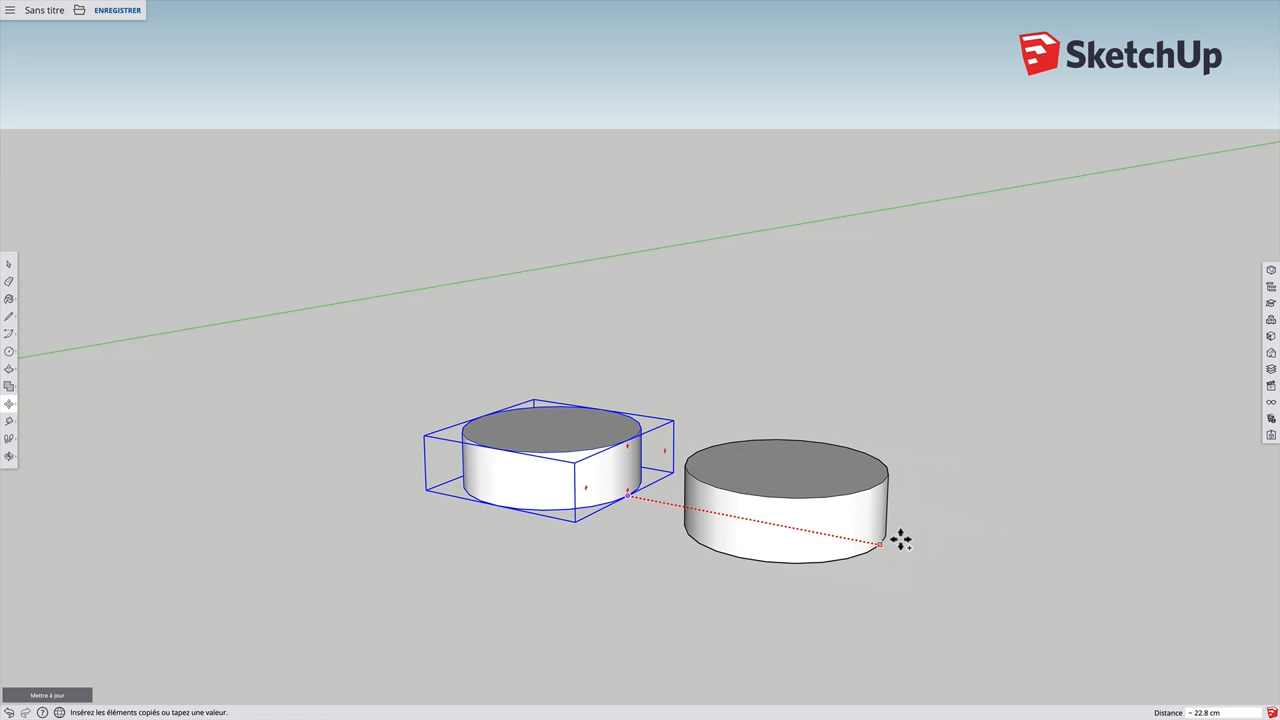 Sans titre ENREGISTRER
SketchUp
Mettre à jour
Insérez les éléments copiés ou tapez une valeur.
Distance ~ 22.8 cm